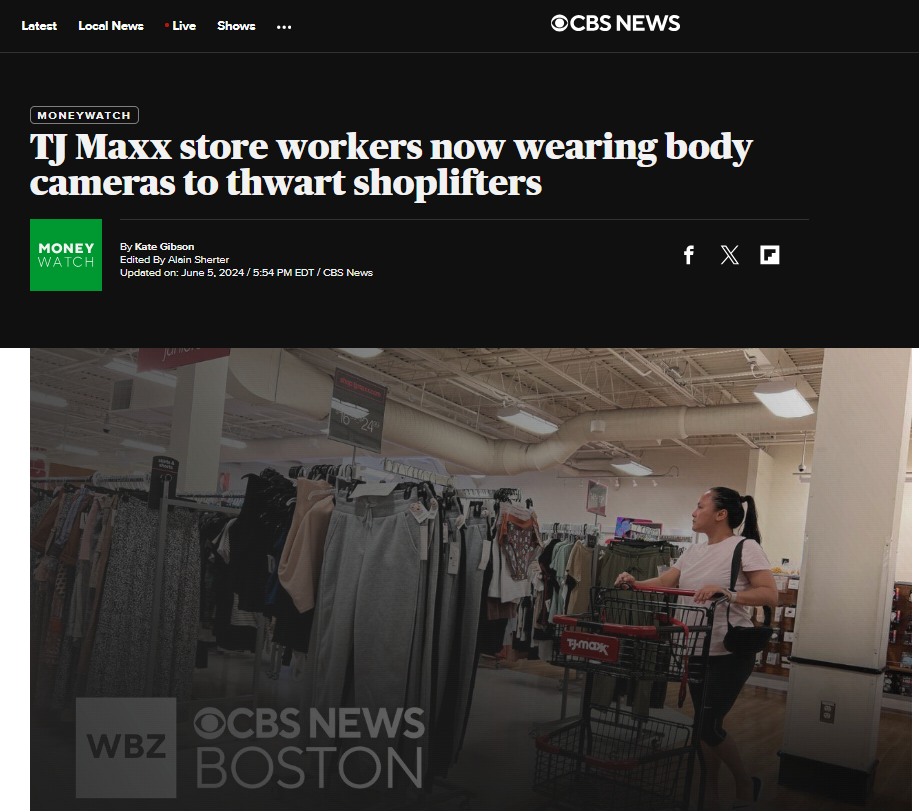 Latest Local News Live Shows ...
CBS NEWS
MONEYWATCH
TJ Maxx store workers now wearing body
cameras to thwart shoplifters
MONEY
WATCH
By Kate Gibson
Edited By Alain Sherter
Updated on: June 5, 2024 / 5:54 PM EDT / CBS News
juniors
TJ-maxx
WBZ
CBS NEWS
BOSTON